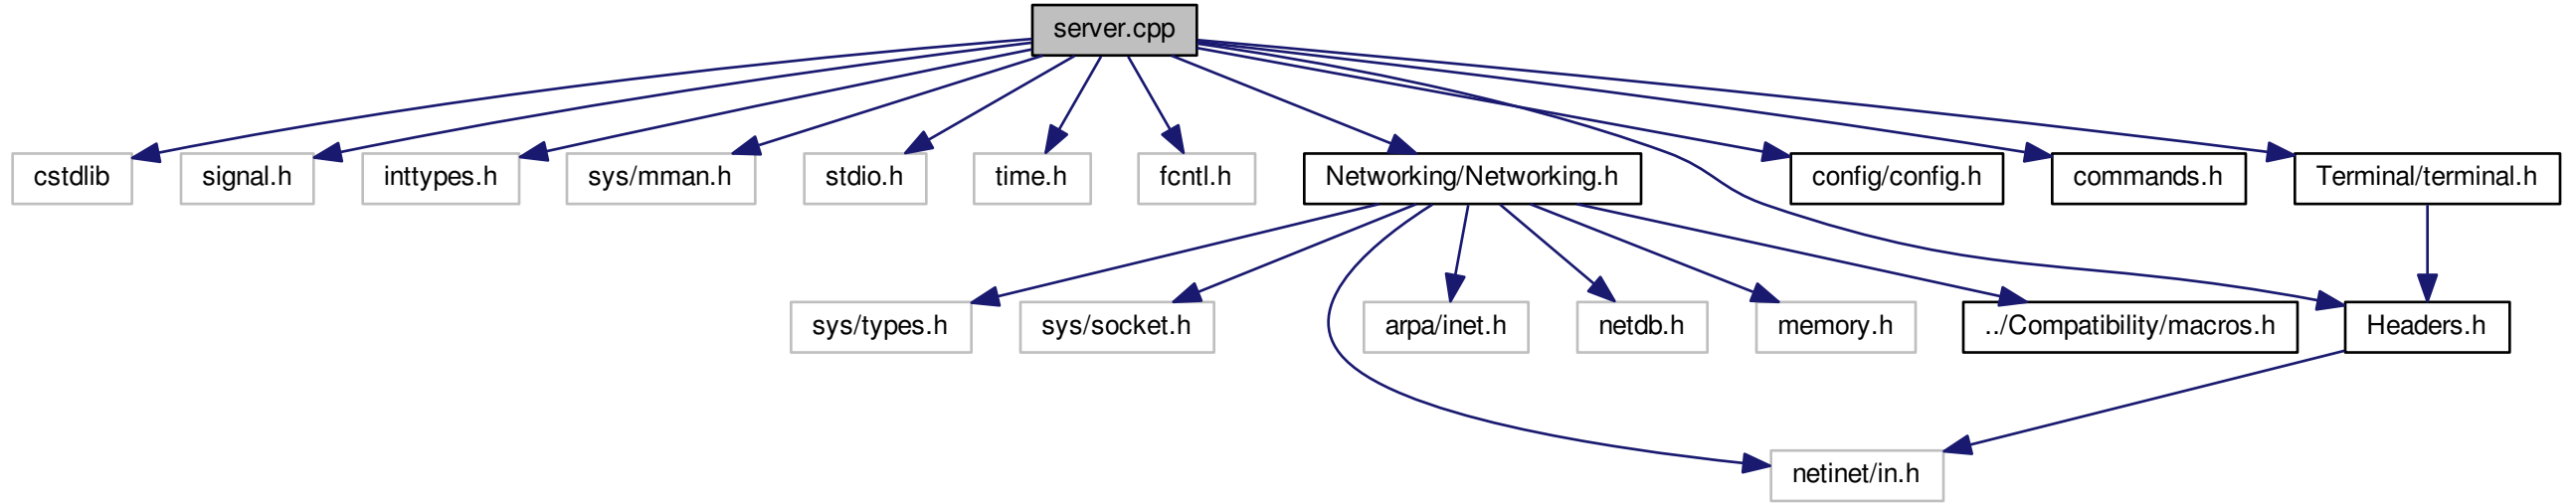 server.cpp
cstdlib
signal.h
inttypes.h
sys/mman.h
stdio.h
time.h
fcntl.h
Networking/Networking.h
config/config.h
commands.h
Terminal/terminal.h
sys/types.h
sys/socket.h
arpa/inet.h
netdb.h
memory.h
../Compatibility/macros.h
Headers.h
netinet/in.h